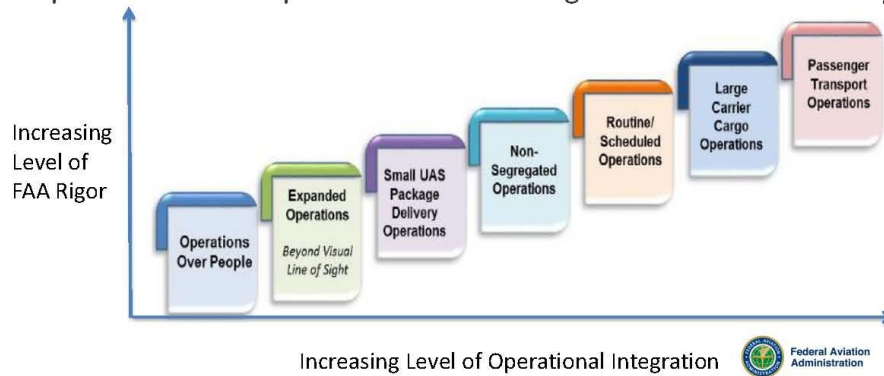 Increasing
Level of
FAA Rigor
Operations
Over People
Expanded
Operations
Beyond Visual
Line of Sight
Small UAS
Package
Delivery
Operations
Non-
Segregated
Operations
Routine/
Scheduled
Operations
Large
Carrier
Cargo
Operations
Passenger
Transport
Operations
Increasing Level of Operational Integration
Federal Aviation
Administration